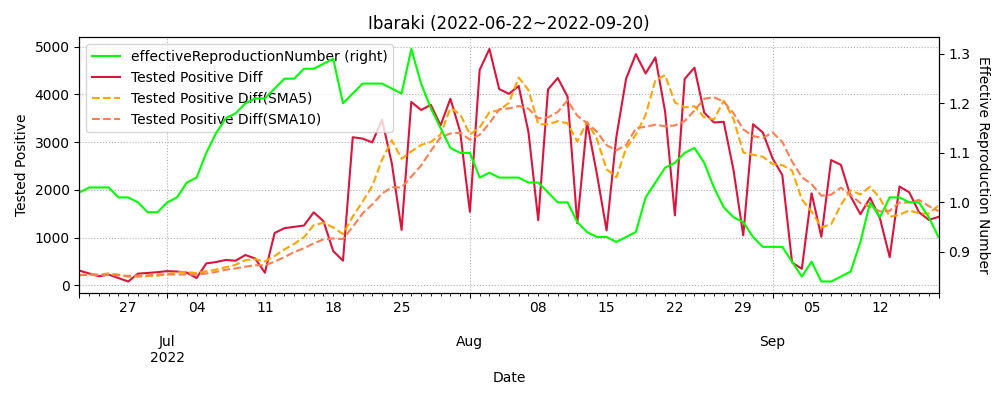 Ibaraki (2022-06-22~2022-09-20)
effectiveReproductionNumber (right)
Tested Positive Diff
Tested Positive Diff(SMA5)
Tested Positive Diff(SMA10)
Tested Positive
5000
4000
3000
2000
1000
0
Effective Reproduction Number
1.3
1.2
1.1
1.0
0.9
27 04 11 18 25 08 15 22 29 05 12
Jul Aug Sep
2022
Date